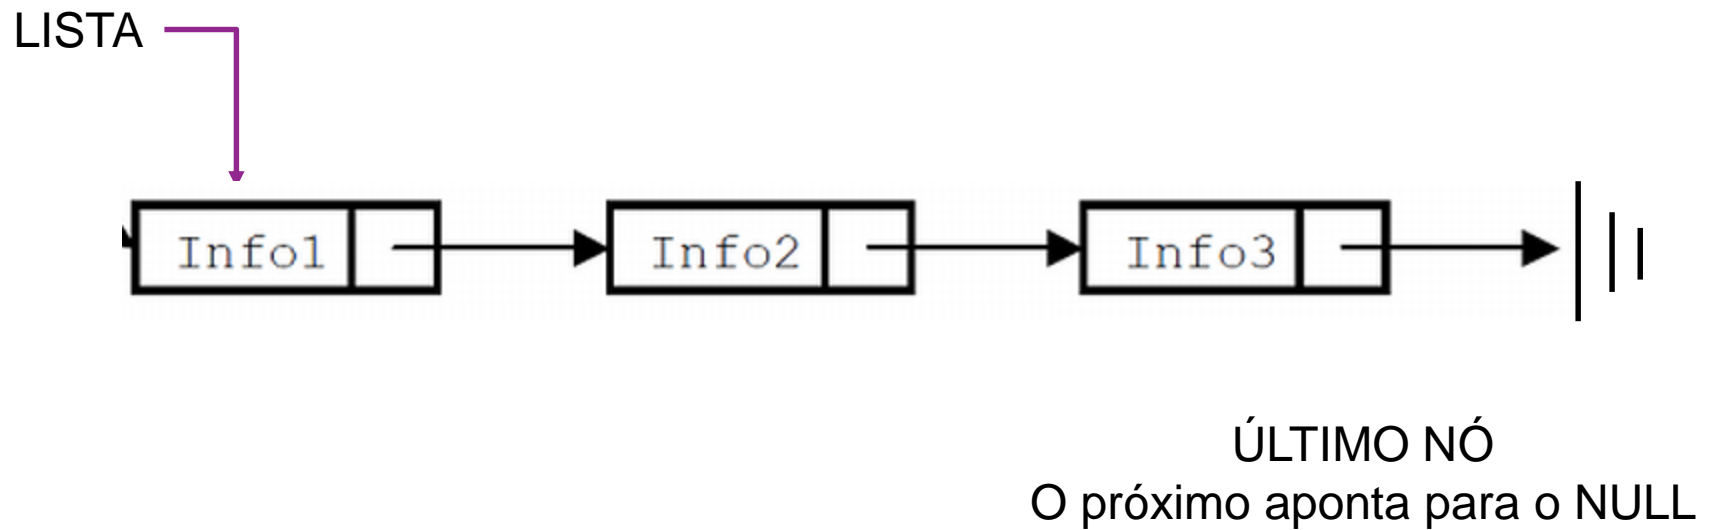 LISTA
Info1
Info2
Info3
ÚLTIMO NÓ
O próximo aponta para o NULL